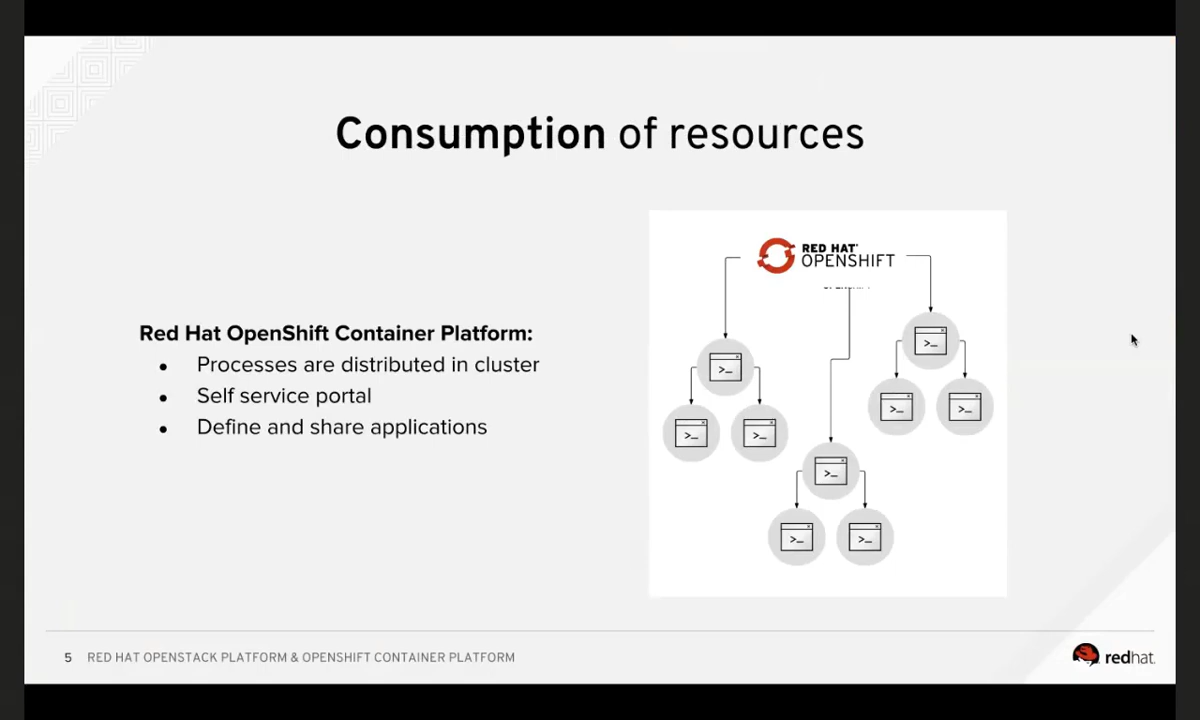 Consumption of resources
Red Hat OpenShift Container Platform:
● Processes are distributed in cluster
● Self service portal
● Define and share applications
RED HAT®
OPENSHIFT
>_
>_
>_
>_
>_
>_
>_
>_
>_
5 RED HAT OPENSTACK PLATFORM & OPENSHIFT CONTAINER PLATFORM
redhat.